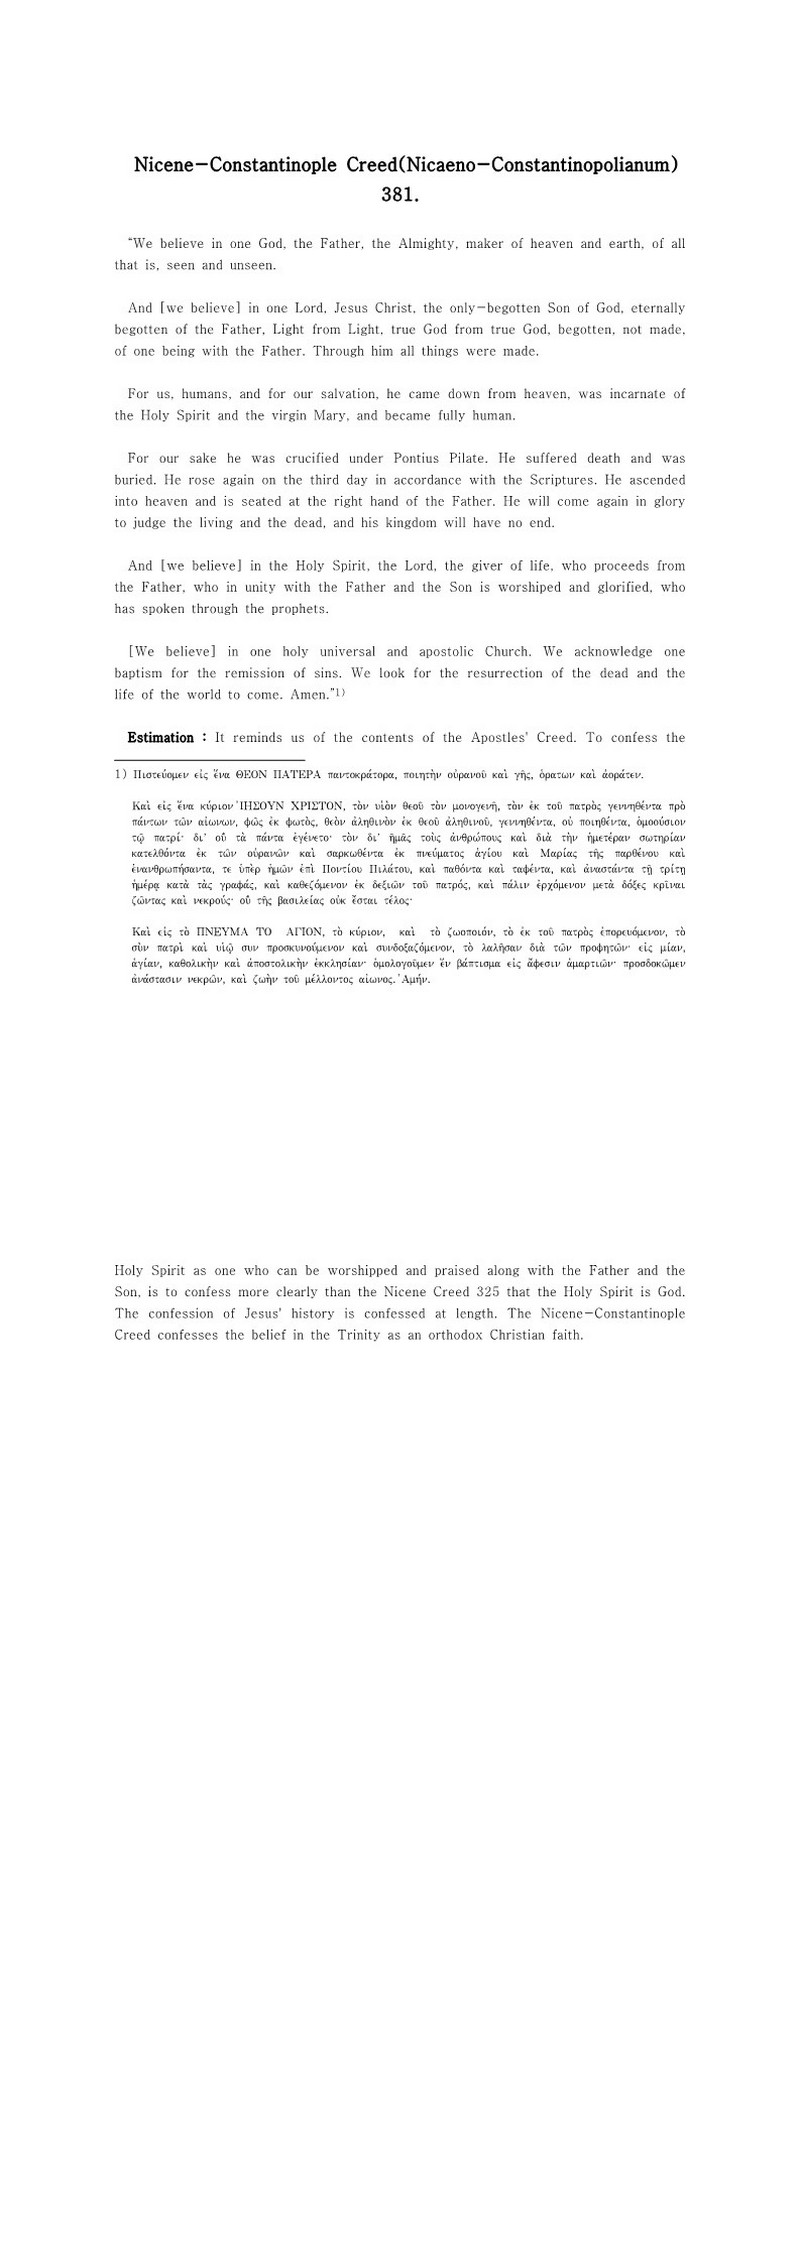 Nicene-Constantinople Creed(Nicaeno-Constantinopolianum)
381.
"We believe in one God, the Father, the Almighty, maker of heaven and earth, of all
that is, seen and unseen.
And [we believe] in one Lord, Jesus Christ, the only-begotten Son of God, eternally
begotten of the Father, Light from Light, true God from true God, begotten, not made,
of one being with the Father. Through him all things were made.
For us, humans, and for our salvation, he came down from heaven, was incarnate of
the Holy Spirit and the virgin Mary, and became fully human.
For our sake he was crucified under Pontius Pilate. He suffered death and was
buried. He rose again on the third day in accordance with the Scriptures. He ascended
into heaven and is seated at the right hand of the Father. He will come again in glory
to judge the living and the dead, and his kingdom will have no end.
And [we believe] in the Holy Spirit, the Lord, the giver of life, who proceeds from
the Father, who in unity with the Father and the Son is worshiped and glorified, who
has spoken through the prophets.
[We believe] in one holy universal and apostolic Church. We acknowledge one
baptism for the remission of sins. We look for the resurrection of the dead and the
life of the world to come. Amen."1)
Estimation : It reminds us of the contents of the Apostles' Creed. To confess the
1) Πιστεύομεν εἰς ἕνα ΘΕΟΝ ΠΑΤΕΡΑ παντοκράτορα, ποιητὴν οὐρανοῦ καὶ γῆς, ὁρατων καὶ ἀοράτεν.
Καὶ εἰς ἕνα κύριον ᾿ΙΗΣΟΥΝ ΧΡΙΣΤΟΝ, τὸν υἱὸν θεοῦ τὸν μονογενῆ, τὸν ἐκ τοῦ πατρὸς γεννηθέντα πρὸ
πάντων τῶν αἰωνων, φῶς ἐκ φωτὸς, θεὸν ἀληθινὸν ἐκ θεοῦ ἀληθινοῦ, γεννηθέντα, οὐ ποιηθέντα, ὁμοούσιον
τῷ πατρί· δι' οὗ τὰ πάντα ἐγένετο· τὸν δι' ἡμᾶς τοὺς ἀνθρώπους καὶ διὰ τὴν ἡμετέραν σωτηρίαν
κατελθόντα ἐκ τῶν οὐρανῶν καὶ σαρκωθέντα ἐκ πνεύματος ἁγίου καὶ Μαρίας τῆς παρθένου καὶ
ἐνανθρωπήσαντα, τε ὑπὲρ ἡμῶν ἐπὶ Ποντίου Πιλάτου, καὶ παθόντα καὶ ταφέντα, καὶ ἀναστάντα τῇ τρίτῃ
ἡμέρᾳ κατὰ τὰς γραφάς, καὶ καθεζόμενον ἐκ δεξιῶν τοῦ πατρός, καὶ πάλιν ἐρχόμενον μετὰ δόξες κρῖναι
ζῶντας καὶ νεκρούς· οὗ τῆς βασιλείας οὐκ ἔσται τέλος·
Καὶ εἰς τὸ ΠΝΕΥΜΑ ΤΟ ΑΓΙΟΝ, τὸ κύριον, καὶ τὸ ζωοποιόν, τὸ ἐκ τοῦ πατρὸς ἐπορευόμενον, τὸ
σὺν πατρὶ καὶ υἱῷ συν προσκυνούμενον καὶ συνδοξαζόμενον, τὸ λαλῆσαν διὰ τῶν προφητῶν· εἰς μίαν,
ἁγίαν, καθολικὴν καὶ ἀποστολικὴν ἐκκλησίαν· ὁμολογοῦμεν ἓν βάπτισμα εἰς ἄφεσιν ἁμαρτιῶν· προσδοκῶμεν
ἀνάστασιν νεκρῶν, καὶ ζωὴν τοῦ μέλλοντος αἰωνος. ᾿Αμήν.
Holy Spirit as one who can be worshipped and praised along with the Father and the
Son, is to confess more clearly than the Nicene Creed 325 that the Holy Spirit is God.
The confession of Jesus' history is confessed at length. The Nicene-Constantinople
Creed confesses the belief in the Trinity as an orthodox Christian faith.